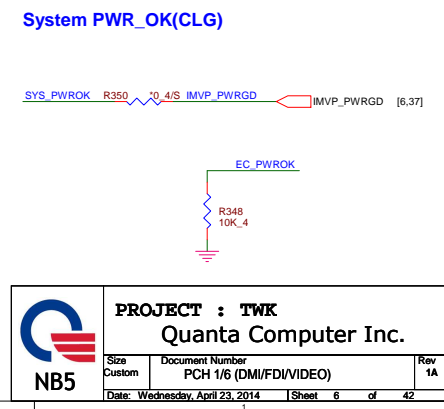 System PWR_OK(CLG)
SYS_PWROK R350 *0_4/S IMVP_PWRGD IMVP_PWRGD [6,37]
EC_PWROK
R348
10K_4
PROJECT : TWK
Quanta Computer Inc.
NB5
Size Document Number Rev
Custom PCH 1/6 (DMI/FDI/VIDEO) 1A
Date: Wednesday, April 23, 2014 Sheet 6 of 42
1